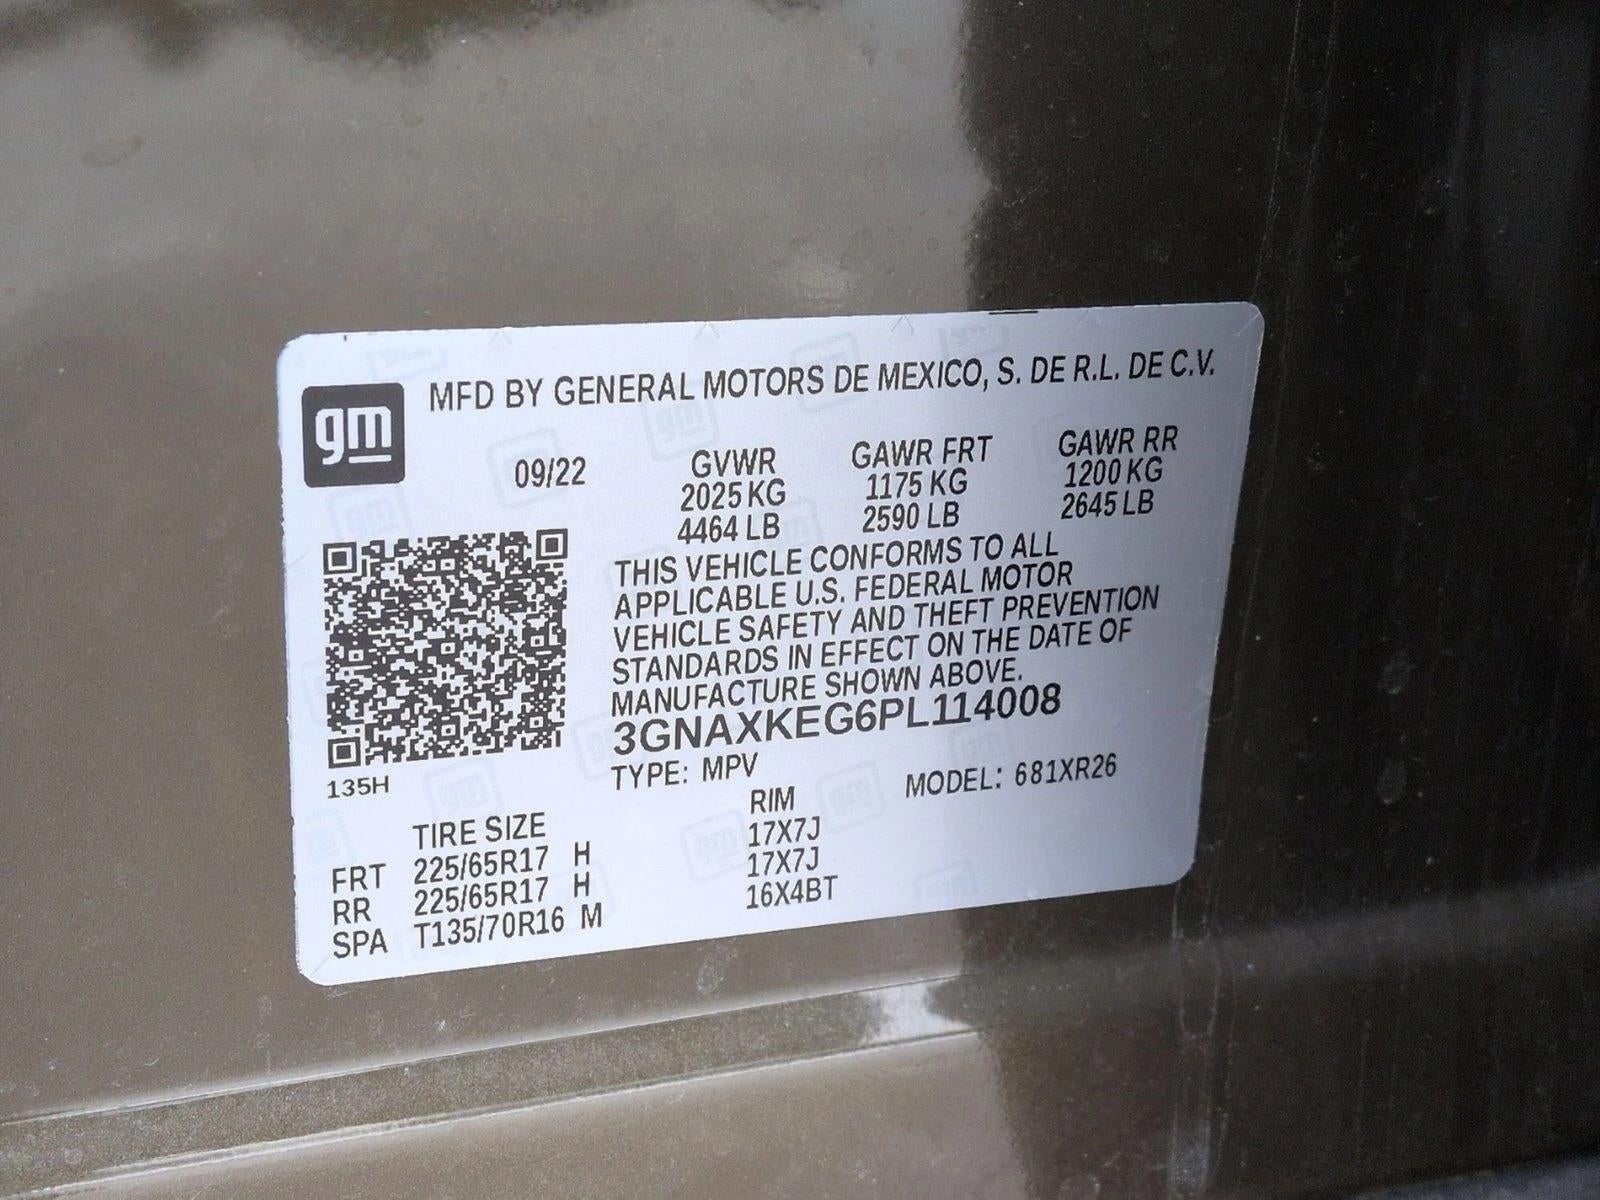 gm
MFD BY GENERAL MOTORS DE MEXICO, S. DE R.L. DE C.V.
09/22 GVWR GAWR FRT GAWR RR
2025 KG 1175 KG 1200 KG
4464 LB 2590 LB 2645 LB
THIS VEHICLE CONFORMS TO ALL
APPLICABLE U.S. FEDERAL MOTOR
VEHICLE SAFETY AND THEFT PREVENTION
STANDARDS IN EFFECT ON THE DATE OF
MANUFACTURE SHOWN ABOVE.
3GNAXKEG6PL114008
135H
TYPE: MPV MODEL: 681XR26
TIRE SIZE RIM
FRT 225/65R17 H 17X7J
RR 225/65R17 H 17X7J
SPA T135/70R16 M 16X4BT